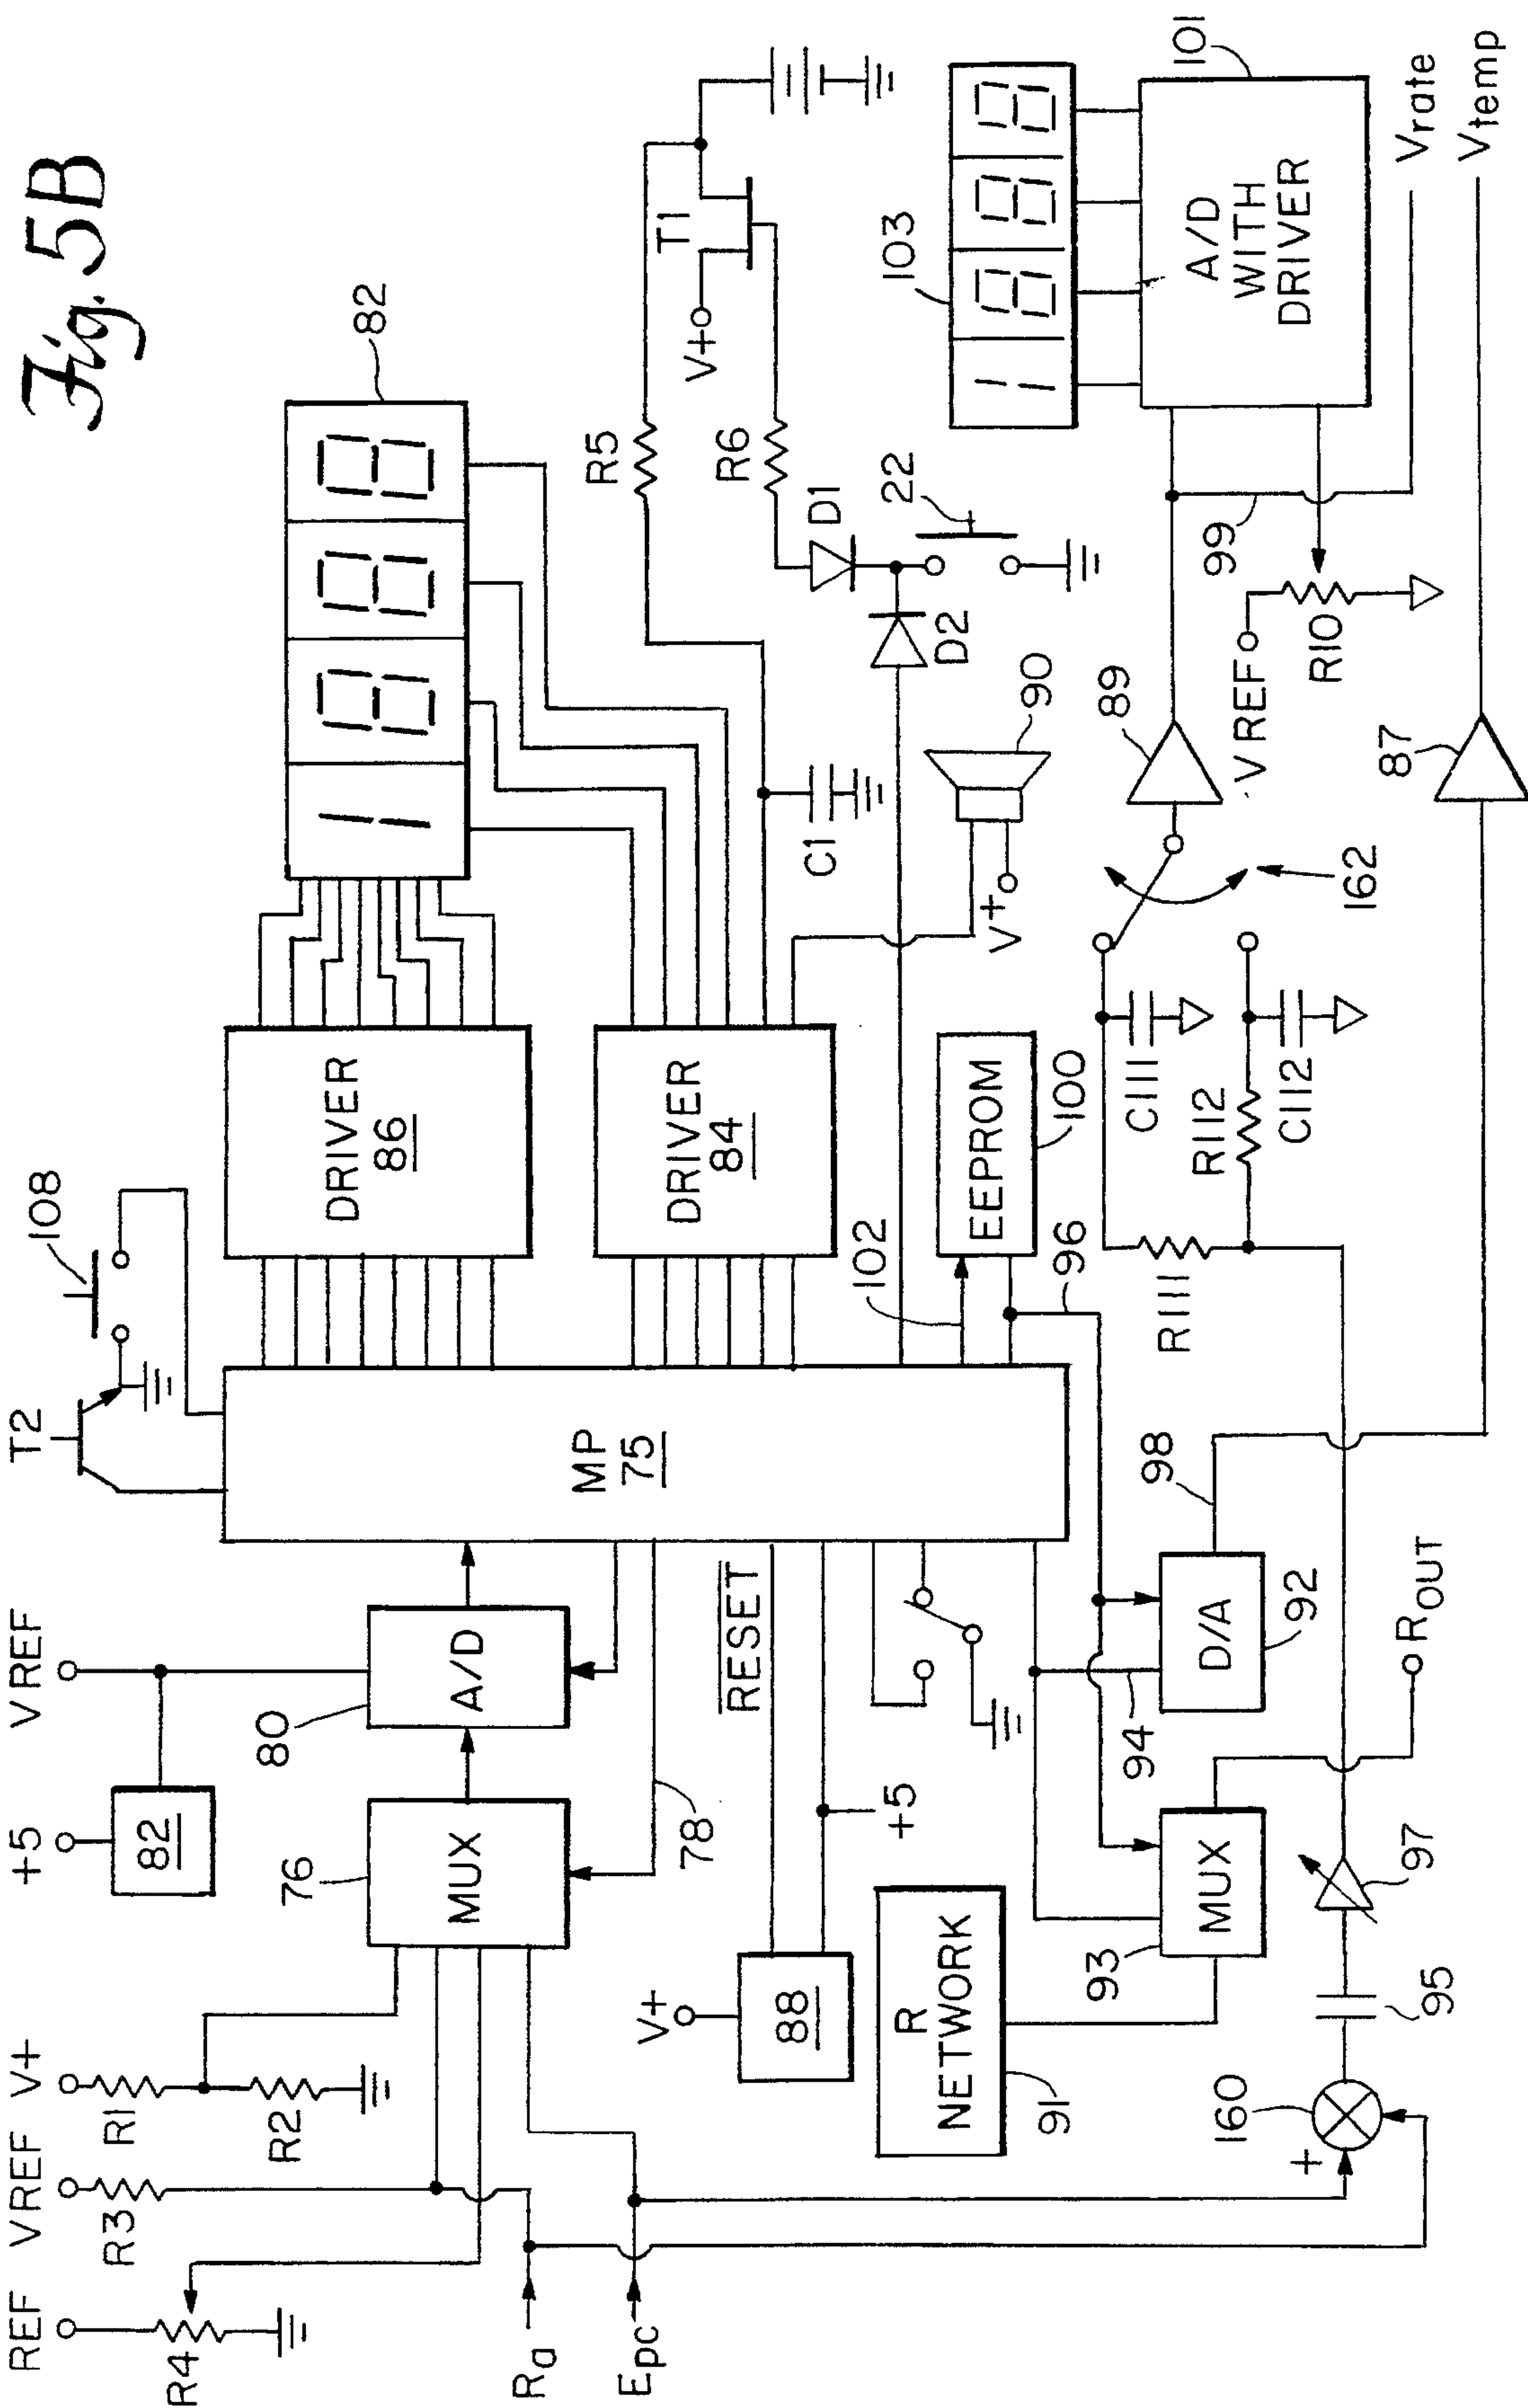 Fig. 5B
REF
VREF
V+
+5
VREF
T2
108
R4
R3
R1
R2
82
80
76
MUX
A/D
78
MP
75
DRIVER
86
DRIVER
84
82
R5
R6
T1
V+
D1
D2
22
C1
90
V+
Ra
Epc
V+
88
RESET
+5
R
NETWORK
91
93
MUX
94
D/A
92
98
ROUT
96
102
EEPROM
100
103
A/D
WITH
DRIVER
101
99
Vrate
Vtemp
VREF
R10
89
87
162
C111
R112
C112
R111
+
160
95
97